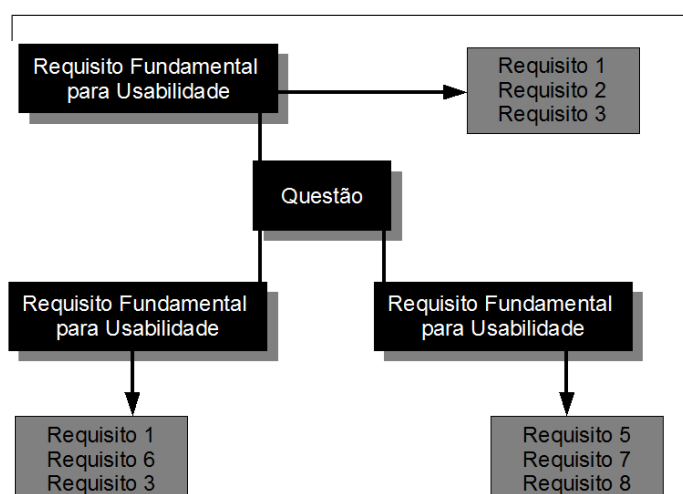 Requisito Fundamental
para Usabilidade
Requisito 1
Requisito 2
Requisito 3
Questão
Requisito Fundamental
para Usabilidade
Requisito Fundamental
para Usabilidade
Requisito 1
Requisito 6
Requisito 3
Requisito 5
Requisito 7
Requisito 8